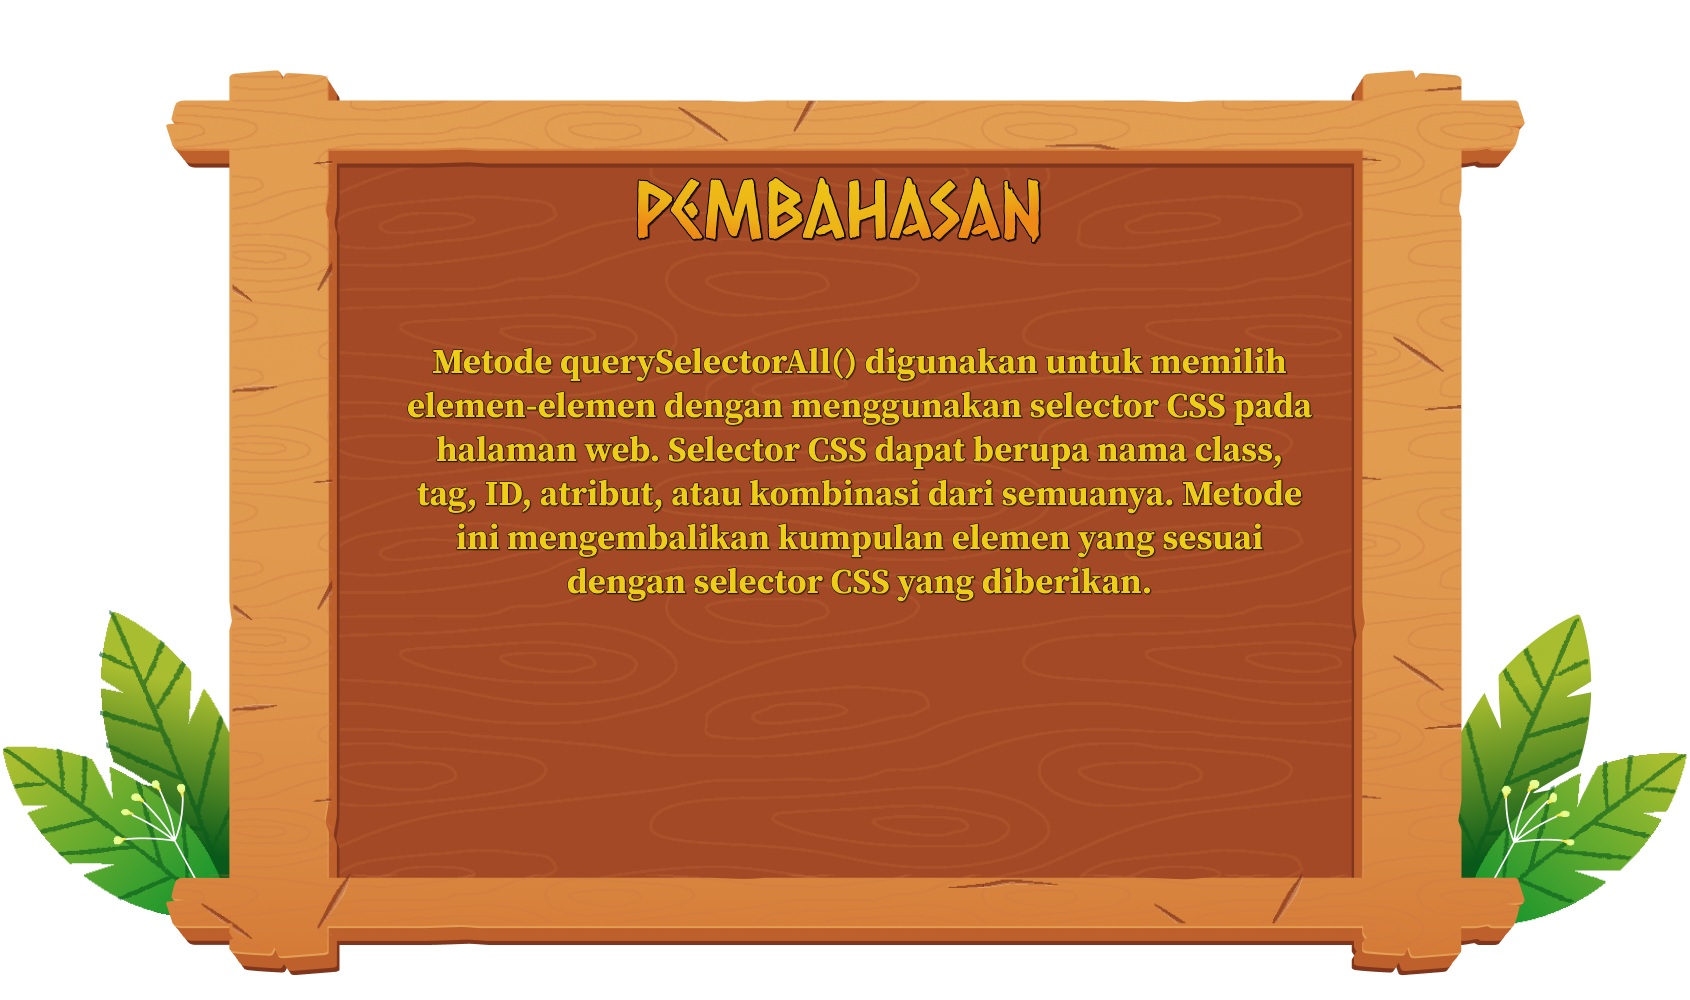 PEMBAHASAN
Metode querySelectorAll() digunakan untuk memilih
elemen-elemen dengan menggunakan selector CSS pada
halaman web. Selector CSS dapat berupa nama class,
tag, ID, atribut, atau kombinasi dari semuanya. Metode
ini mengembalikan kumpulan elemen yang sesuai
dengan selector CSS yang diberikan.